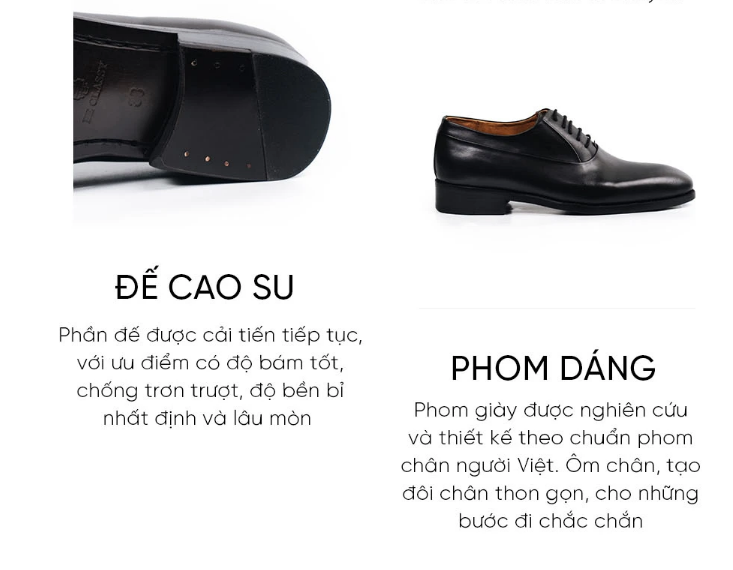 ĐẾ CAO SU
Phần đế được cải tiến tiếp tục,
với ưu điểm có độ bám tốt,
chống trơn trượt, độ bền bỉ
nhất định và lâu mòn
PHOM DÁNG
Phom giày được nghiên cứu
và thiết kế theo chuẩn phom
chân người Việt. Ôm chân, tạo
đôi chân thon gọn, cho những
bước đi chắc chắn